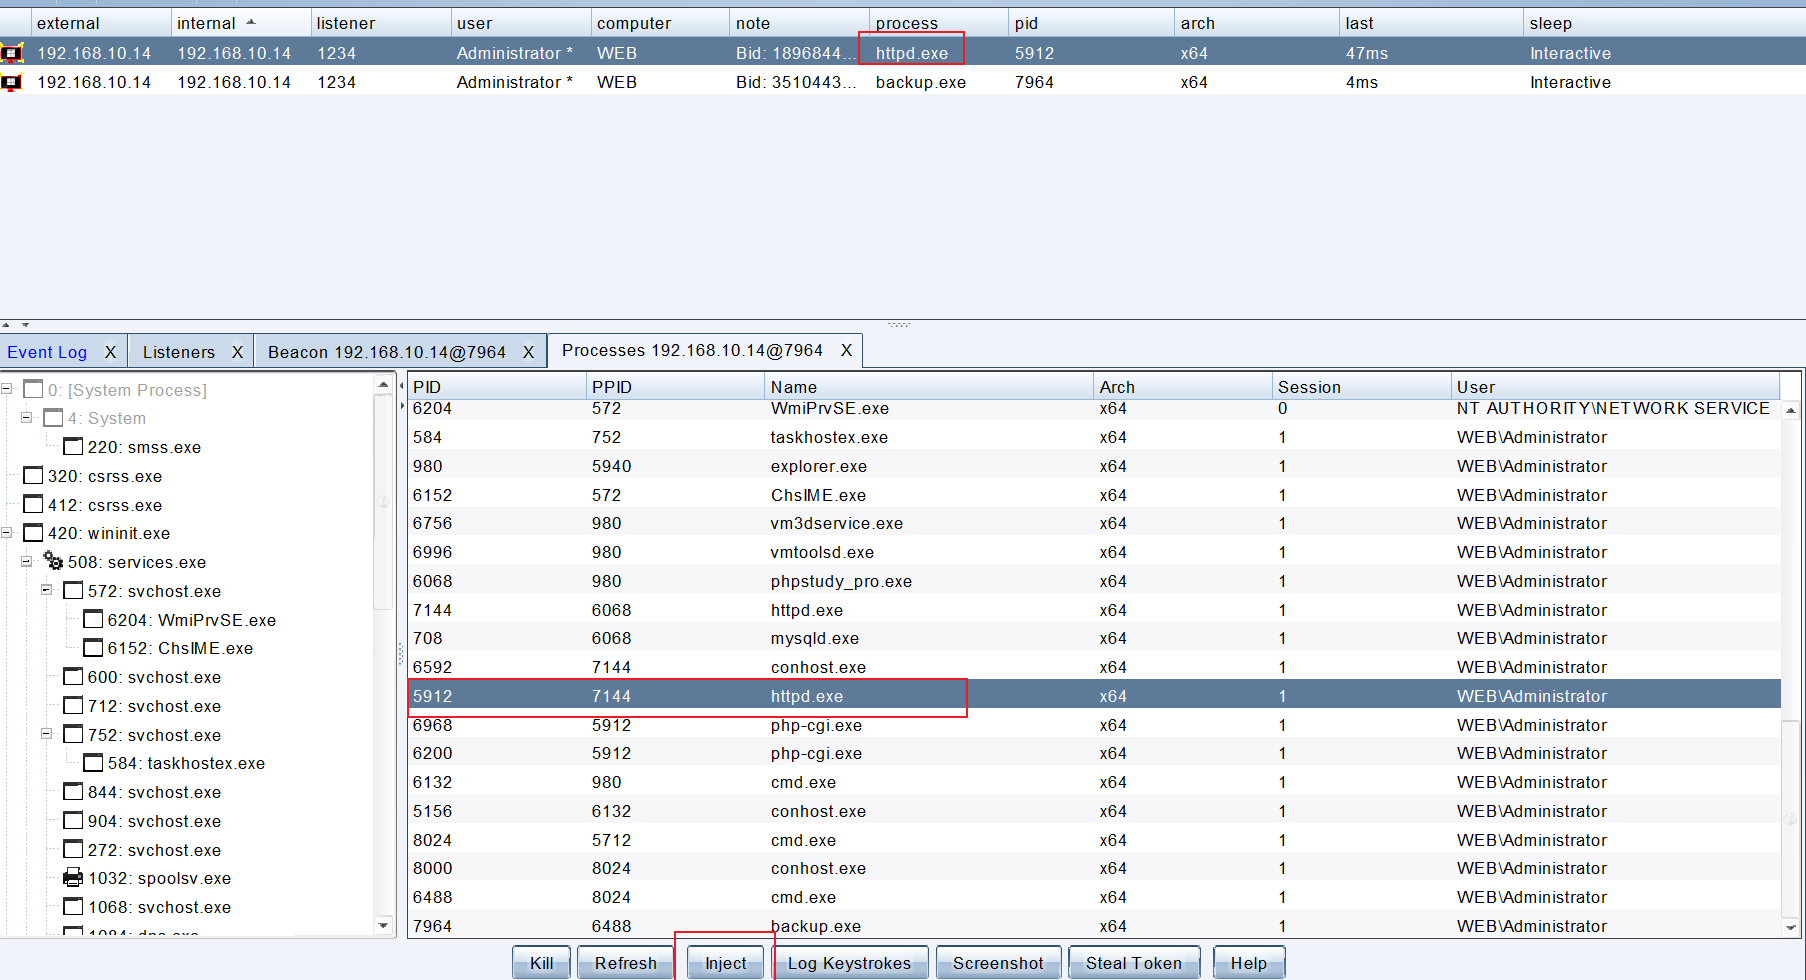 external internal listener user computer note process pid arch last sleep
192.168.10.14 192.168.10.14 1234 Administrator * WEB Bid: 1896844... httpd.exe 5912 x64 47ms Interactive
192.168.10.14 192.168.10.14 1234 Administrator * WEB Bid: 3510443... backup.exe 7964 x64 4ms Interactive
Event Log X Listeners X Beacon 192.168.10.14@7964 X Processes 192.168.10.14@7964 X
0: [System Process]
4: System
220: smss.exe
320: csrss.exe
412: csrss.exe
420: wininit.exe
508: services.exe
572: svchost.exe
6204: WmiPrvSE.exe
6152: ChsIME.exe
600: svchost.exe
712: svchost.exe
752: svchost.exe
584: taskhostex.exe
844: svchost.exe
904: svchost.exe
272: svchost.exe
1032: spoolsv.exe
1068: svchost.exe
1084: dns.exe
PID PPID Name Arch Session User
6204 572 WmiPrvSE.exe x64 0 NT AUTHORITY\NETWORK SERVICE
584 752 taskhostex.exe x64 1 WEB\Administrator
980 5940 explorer.exe x64 1 WEB\Administrator
6152 572 ChsIME.exe x64 1 WEB\Administrator
6756 980 vm3dservice.exe x64 1 WEB\Administrator
6996 980 vmtoolsd.exe x64 1 WEB\Administrator
6068 980 phpstudy_pro.exe x64 1 WEB\Administrator
7144 6068 httpd.exe x64 1 WEB\Administrator
708 6068 mysqld.exe x64 1 WEB\Administrator
6592 7144 conhost.exe x64 1 WEB\Administrator
5912 7144 httpd.exe x64 1 WEB\Administrator
6968 5912 php-cgi.exe x64 1 WEB\Administrator
6200 5912 php-cgi.exe x64 1 WEB\Administrator
6132 980 cmd.exe x64 1 WEB\Administrator
5156 6132 conhost.exe x64 1 WEB\Administrator
8024 5712 cmd.exe x64 1 WEB\Administrator
8000 8024 conhost.exe x64 1 WEB\Administrator
6488 8024 cmd.exe x64 1 WEB\Administrator
7964 6488 backup.exe x64 1 WEB\Administrator
Kill Refresh Inject Log Keystrokes Screenshot Steal Token Help